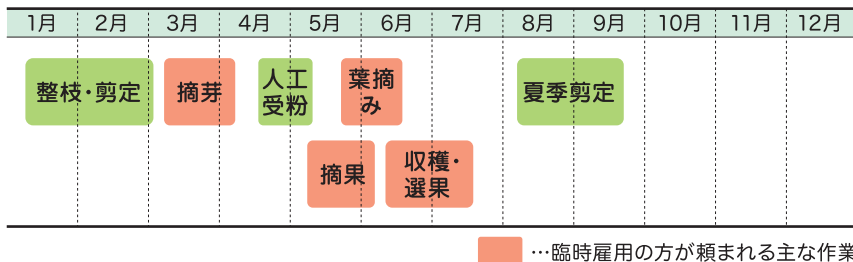 1月 2月 3月 4月 5月 6月 7月 8月 9月 10月 11月 12月
整枝・剪定
摘芽
人工
受粉
葉摘
み
夏季剪定
摘果
収穫・
選果
…臨時雇用の方が頼まれる主な作業